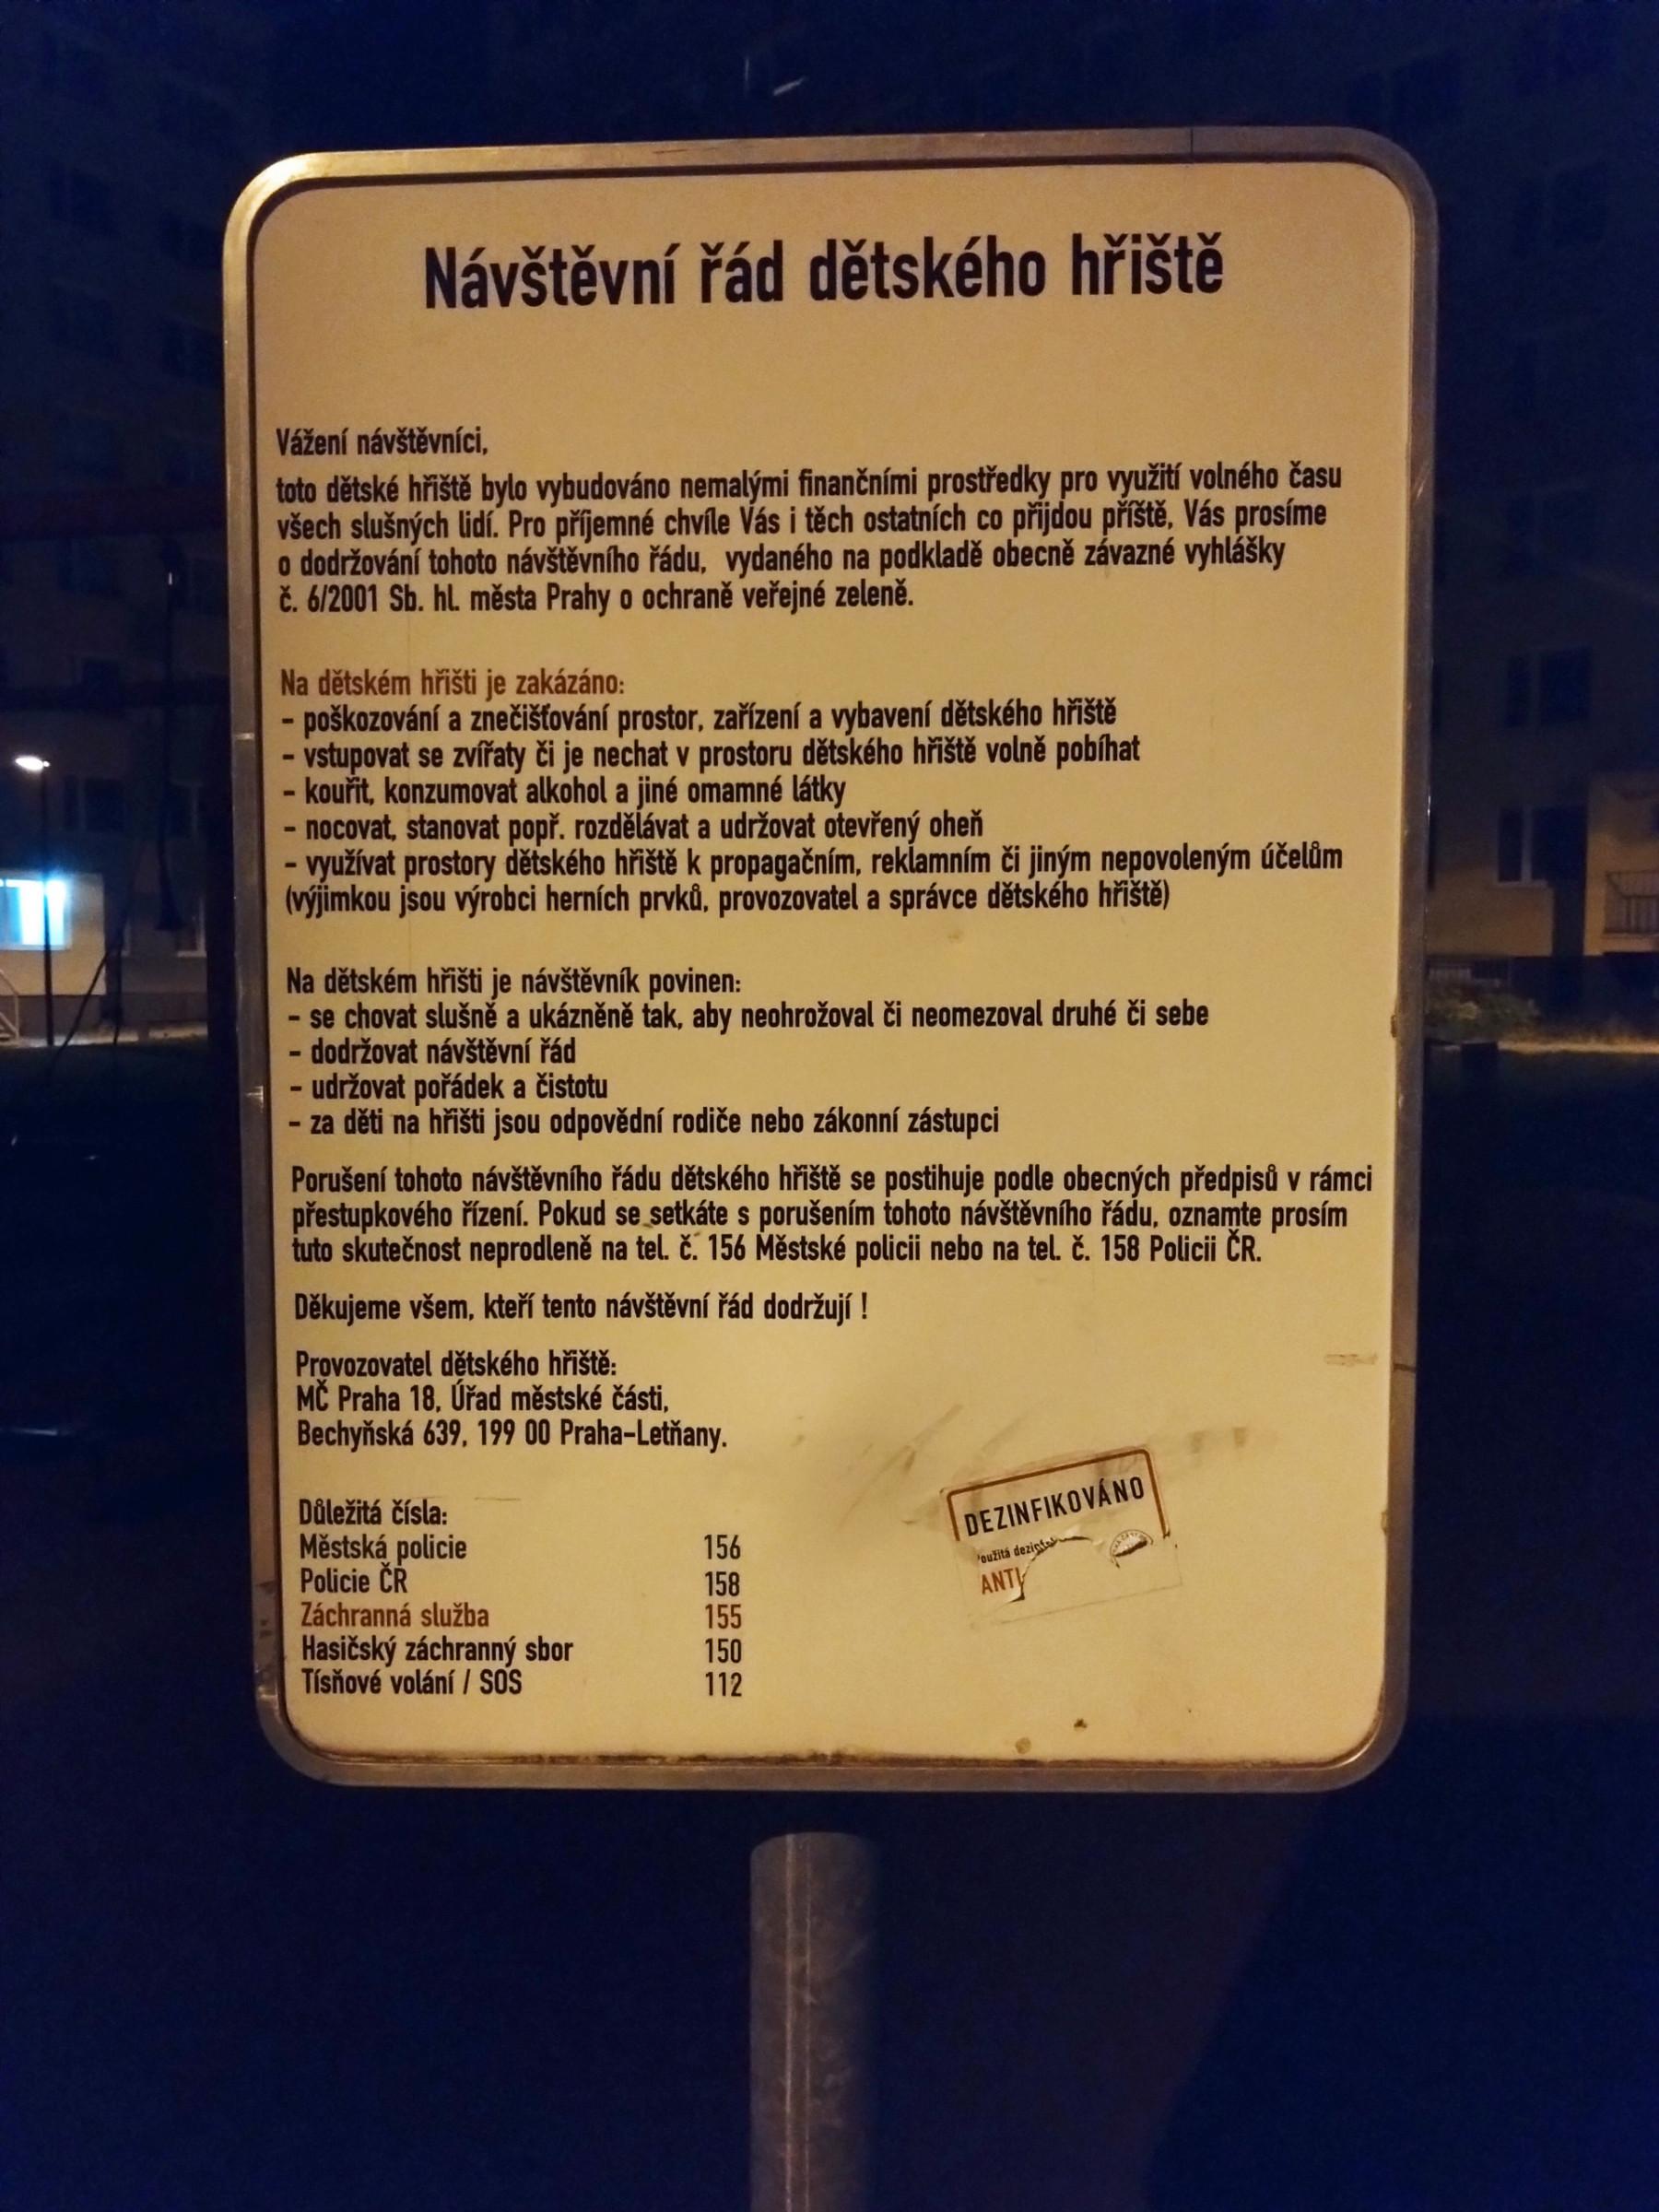 Návštěvní řád dětského hřiště
Vážení návštěvníci,
toto dětské hřiště bylo vybudováno nemalými finančními prostředky pro využití volného času
všech slušných lidí. Pro příjemné chvíle Vás i těch ostatních co přijdou příště, Vás prosíme
o dodržování tohoto návštěvního řádu, vydaného na podkladě obecně závazné vyhlášky
č. 6/2001 Sb. hl. města Prahy o ochraně veřejné zeleně.
Na dětském hřišti je zakázáno:
- poškozování a znečišťování prostor, zařízení a vybavení dětského hřiště
- vstupovat se zvířaty či je nechat v prostoru dětského hřiště volně pobíhat
- kouřit, konzumovat alkohol a jiné omamné látky
- nocovat, stanovat popř. rozdělávat a udržovat otevřený oheň
- využívat prostory dětského hřiště k propagačním, reklamním či jiným nepovoleným účelům
(výjimkou jsou výrobci herních prvků, provozovatel a správce dětského hřiště)
Na dětském hřišti je návštěvník povinen:
- se chovat slušně a ukázněně tak, aby neohrožoval či neomezoval druhé či sebe
- dodržovat návštěvní řád
- udržovat pořádek a čistotu
- za děti na hřišti jsou odpovědní rodiče nebo zákonní zástupci
Porušení tohoto návštěvního řádu dětského hřiště se postihuje podle obecných předpisů v rámci
přestupkového řízení. Pokud se setkáte s porušením tohoto návštěvního řádu, oznamte prosím
tuto skutečnost neprodleně na tel. č. 156 Městské policii nebo na tel. č. 158 Policii ČR.
Děkujeme všem, kteří tento návštěvní řád dodržují !
Provozovatel dětského hřiště:
MČ Praha 18, Úřad městské části,
Bechyňská 639, 199 00 Praha-Letňany.
Důležitá čísla:
Městská policie 156
Policie ČR 158
Záchranná služba 155
Hasičský záchranný sbor 150
Tísňové volání / SOS 112
DEZINFIKOVÁNO
ANTI